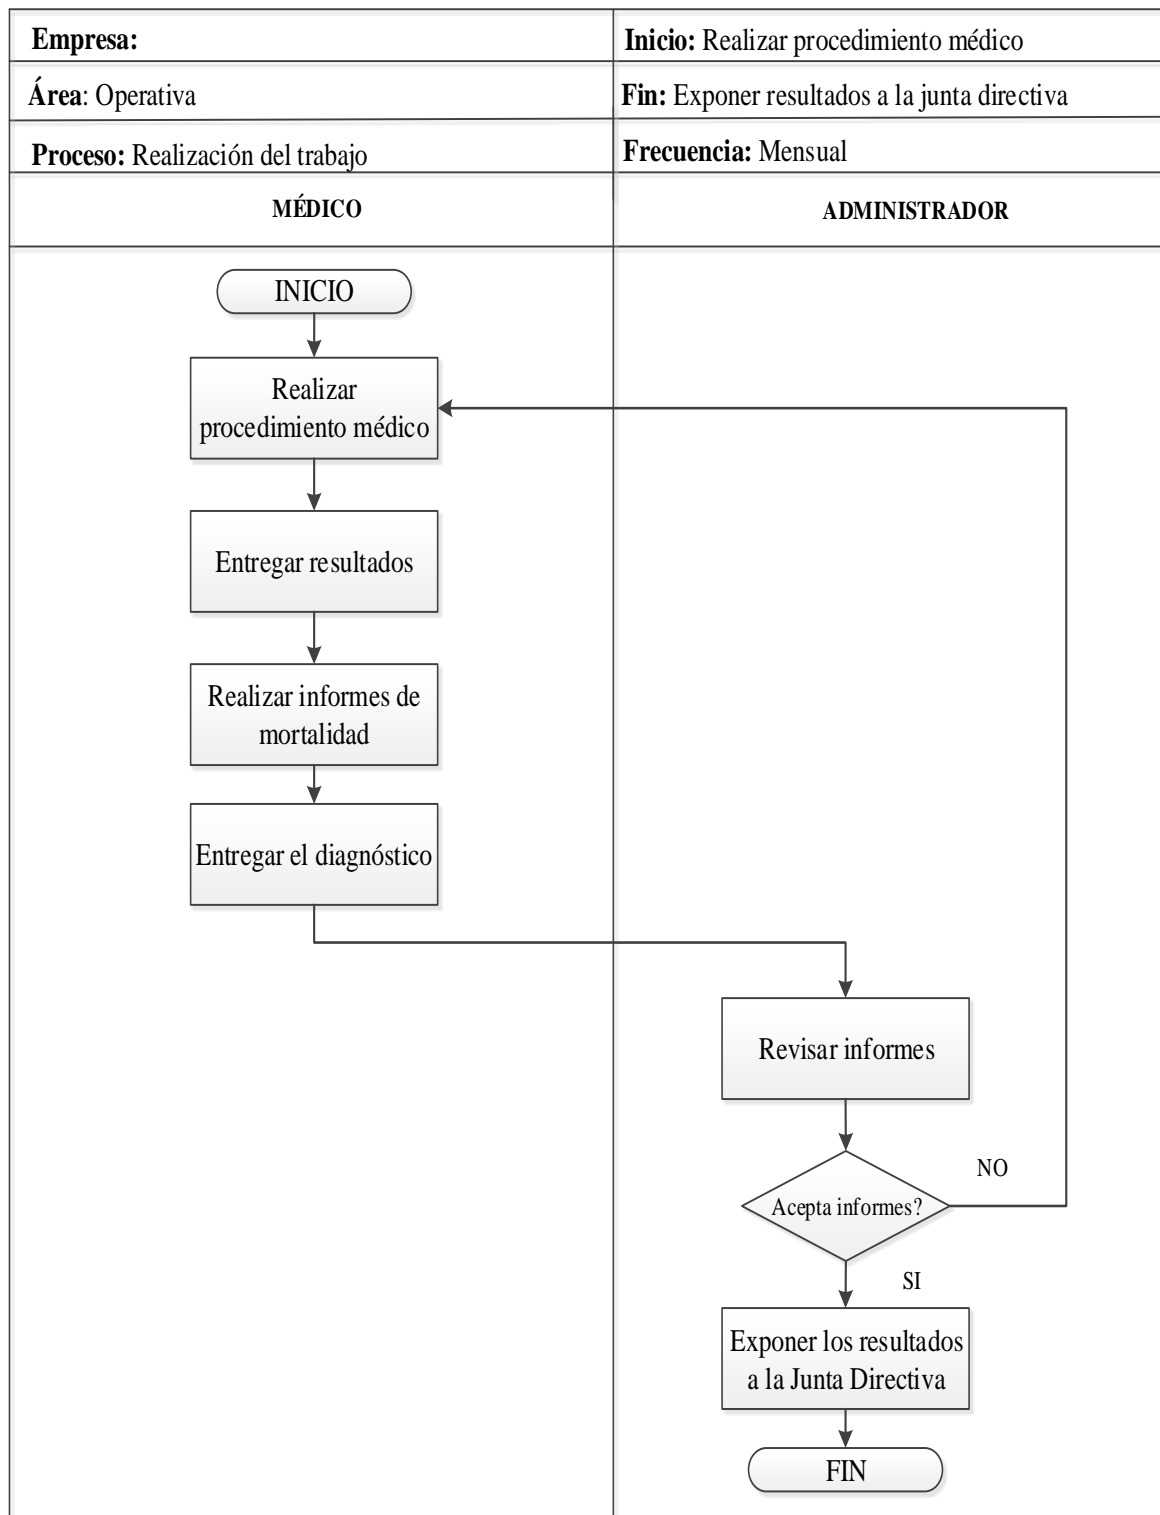 Empresa:
Inicio: Realizar procedimiento médico
Área: Operativa
Fin: Exponer resultados a la junta directiva
Proceso: Realización del trabajo
Frecuencia: Mensual
MÉDICO
ADMINISTRADOR
INICIO
Realizar
procedimiento médico
Entregar resultados
Realizar informes de
mortalidad
Entregar el diagnóstico
Revisar informes
Acepta informes?
NO
SI
Exponer los resultados
a la Junta Directiva
FIN